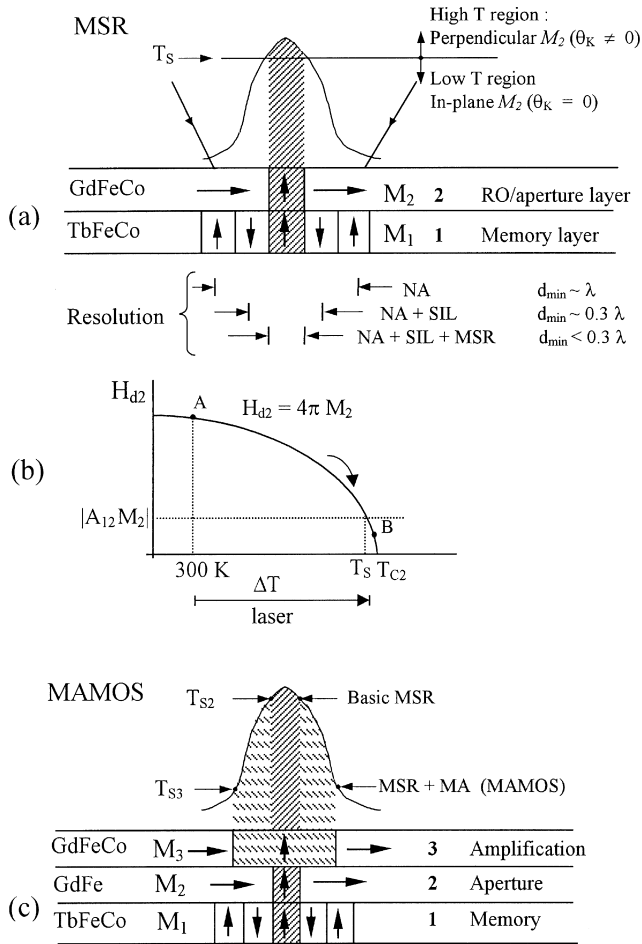 MSR
High T region :
Perpendicular M₂ (θK ≠ 0)
TS
Low T region
In-plane M₂ (θK = 0)
GdFeCo M₂ 2 RO/aperture layer
(a)
TbFeCo M₁ 1 Memory layer
Resolution
NA dmin ~ λ
NA + SIL dmin ~ 0.3 λ
NA + SIL + MSR dmin < 0.3 λ
Hd2
A
Hd2 = 4π M₂
(b)
|A₁₂M₂|
B
300 K TS TC2
ΔT
laser
MAMOS
TS2 Basic MSR
TS3 MSR + MA (MAMOS)
GdFeCo M₃ 3 Amplification
GdFe M₂ 2 Aperture
(c)
TbFeCo M₁ 1 Memory